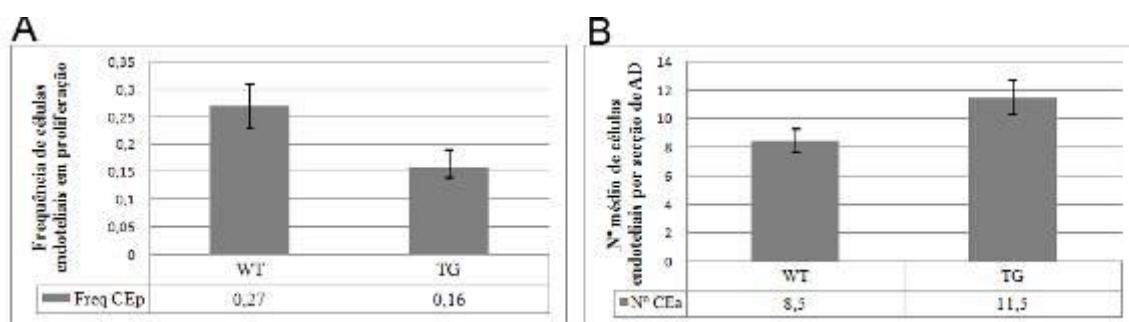 A
Frequência de células
endoteliais em proliferação
0,35
0,3
0,25
0,2
0,15
0,1
0,05
0
WT
TG
Freq CEp
0,27
0,16
B
Nº médio de células
endoteliais por secção de AD
14
12
10
8
6
4
2
0
WT
TG
Nº CEa
8,5
11,5